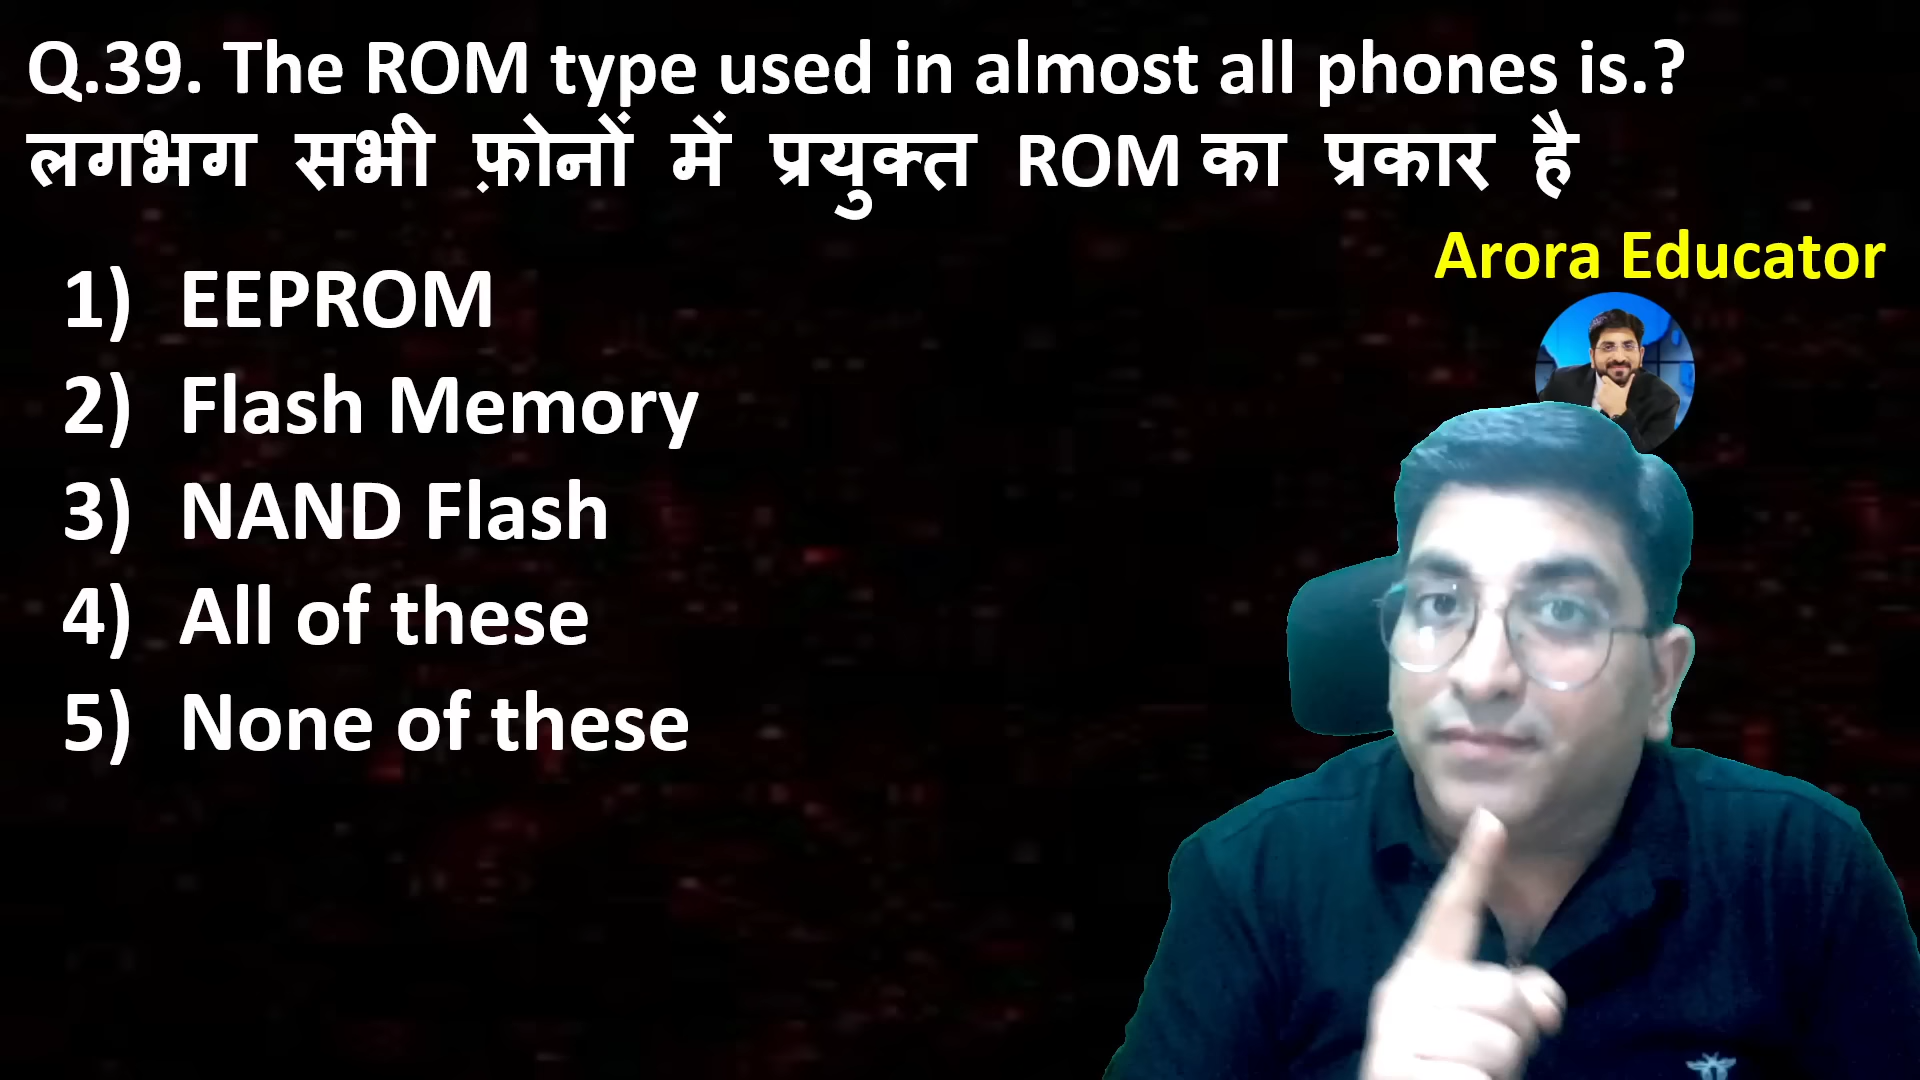 Q.39. The ROM type used in almost all phones is.?
लगभग सभी फ़ोनों में प्रयुक्त ROM का प्रकार है
Arora Educator
1) EEPROM
2) Flash Memory
3) NAND Flash
4) All of these
5) None of these